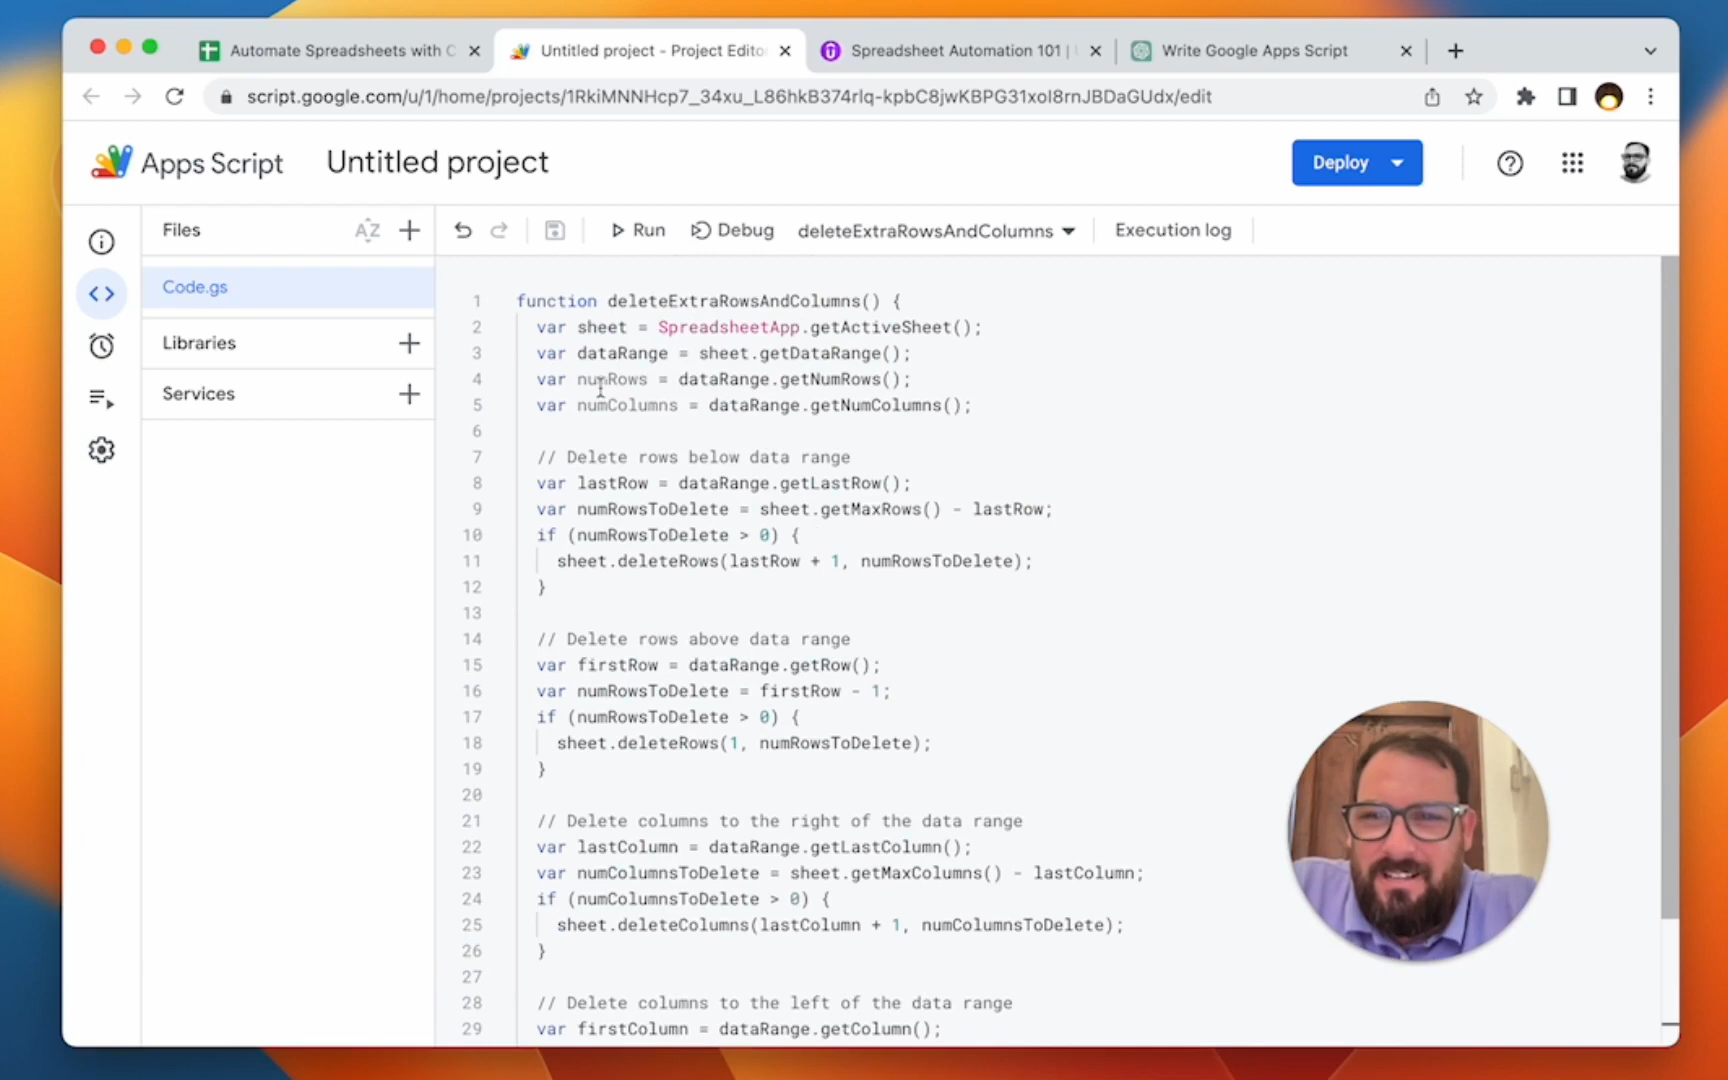 Automate Spreadsheets with C
Untitled project - Project Edito
Spreadsheet Automation 101 |
Write Google Apps Script
script.google.com/u/1/home/projects/1RkiMNNHcp7_34xu_L86hkB374rlq-kpbC8jwKBPG31xoI8rnJBDaGUdx/edit
Apps Script
Untitled project
Deploy
Files
AZ
Run
Debug
deleteExtraRowsAndColumns
Execution log
Code.gs
Libraries
Services
1 function deleteExtraRowsAndColumns() {
2 var sheet = SpreadsheetApp.getActiveSheet();
3 var dataRange = sheet.getDataRange();
4 var numRows = dataRange.getNumRows();
5 var numColumns = dataRange.getNumColumns();
6
7 // Delete rows below data range
8 var lastRow = dataRange.getLastRow();
9 var numRowsToDelete = sheet.getMaxRows() - lastRow;
10 if (numRowsToDelete > 0) {
11 sheet.deleteRows(lastRow + 1, numRowsToDelete);
12 }
13
14 // Delete rows above data range
15 var firstRow = dataRange.getRow();
16 var numRowsToDelete = firstRow - 1;
17 if (numRowsToDelete > 0) {
18 sheet.deleteRows(1, numRowsToDelete);
19 }
20
21 // Delete columns to the right of the data range
22 var lastColumn = dataRange.getLastColumn();
23 var numColumnsToDelete = sheet.getMaxColumns() - lastColumn;
24 if (numColumnsToDelete > 0) {
25 sheet.deleteColumns(lastColumn + 1, numColumnsToDelete);
26 }
27
28 // Delete columns to the left of the data range
29 var firstColumn = dataRange.getColumn();